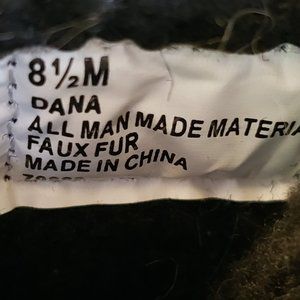 8½M
DANA
ALL MAN MADE MATERIA
FAUX FUR
MADE IN CHINA